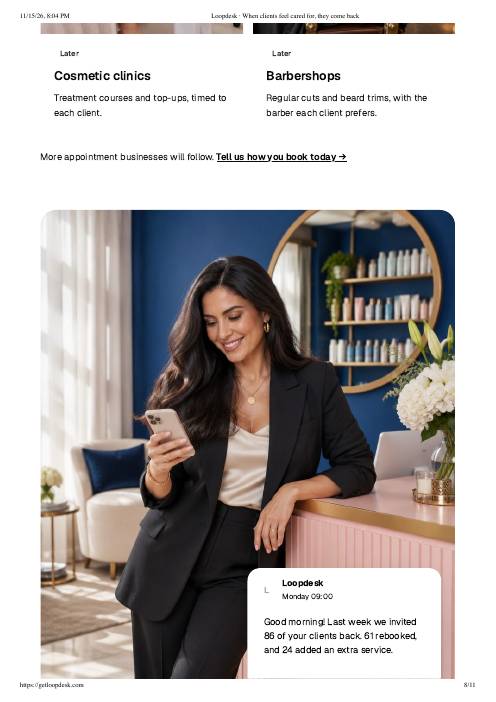 11/15/26, 8:04 PM
Loopdesk · When clients feel cared for, they come back
Later
Cosmetic clinics
Treatment courses and top-ups, timed to
each client.
Later
Barbershops
Regular cuts and beard trims, with the
barber each client prefers.
More appointment businesses will follow. Tell us how you book today →
L
Loopdesk
Monday 09:00
Good morning! Last week we invited
86 of your clients back. 61 rebooked,
and 24 added an extra service.
https://getloopdesk.com
8/11